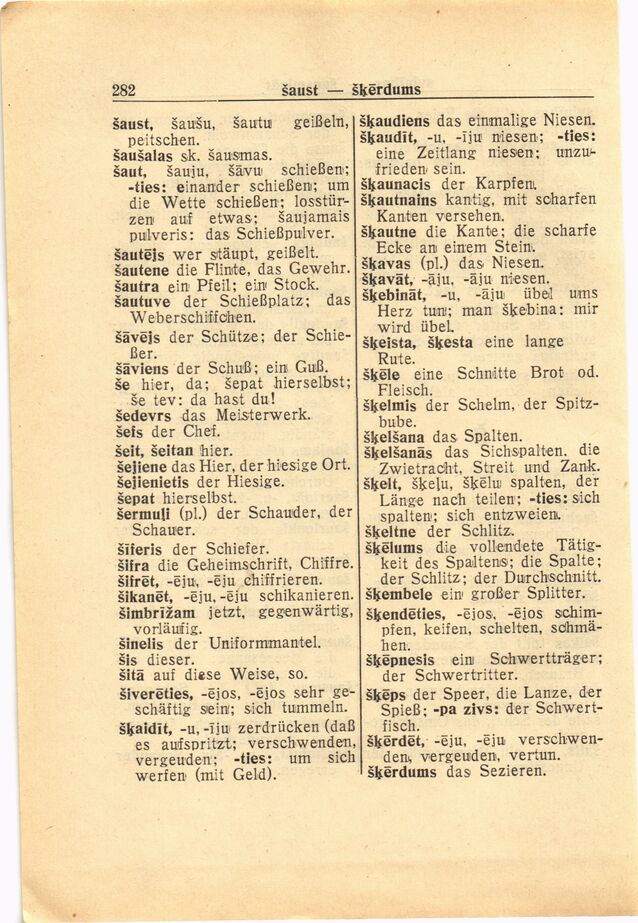 282 šaust — šķērdums
šaust, šaušu, šautu geißeln,
peitschen.
šaušalas sk. šausmas.
šaut, šauju, šāvu schießen;
-ties: einander schießen; um
die Wette schießen; losstür-
zen auf etwas; šaujamais
pulveris: das Schießpulver.
šautējs wer stäupt, geißelt.
šautene die Flinte, das Gewehr.
šautra ein Pfeil; ein Stock.
šautuve der Schießplatz; das
Weberschiffchen.
šāvējs der Schütze; der Schie-
ßer.
šāviens der Schuß; ein Guß.
še hier, da; šepat hierselbst;
še tev: da hast du!
šedevrs das Meisterwerk.
šefs der Chef.
šeit, šeitan hier.
šejiene das Hier, der hiesige Ort.
šejienietis der Hiesige.
šepat hierselbst.
šermuļi (pl.) der Schauder, der
Schauer.
šīferis der Schiefer.
šifra die Geheimschrift, Chiffre.
šifrēt, -ēju, -ēju chiffrieren.
šikanēt, -ēju, -ēju schikanieren.
šimbrīžam jetzt, gegenwärtig,
vorläufig.
šinelis der Uniformmantel.
šis dieser.
šitā auf diese Weise, so.
šiverēties, -ējos, -ējos sehr ge-
schäftig sein; sich tummeln.
šķaidīt, -u, -īju zerdrücken (daß
es aufspritzt; verschwenden,
vergeuden; -ties: um sich
werfen (mit Geld).
šķaudiens das einmalige Niesen.
šķaudīt, -u, -īju niesen; -ties:
eine Zeitlang niesen; unzu-
frieden sein.
šķaunacis der Karpfen.
šķautnains kantig, mit scharfen
Kanten versehen.
šķautne die Kante; die scharfe
Ecke an einem Stein.
šķavas (pl.) das Niesen.
šķavāt, -āju, -āju niesen.
šķebināt, -u, -āju übel ums
Herz tun; man šķebina: mir
wird übel.
šķeista, šķesta eine lange
Rute.
šķēle eine Schnitte Brot od.
Fleisch.
šķelmis der Schelm, der Spitz-
bube.
šķelšana das Spalten.
šķelšanās das Sichspalten, die
Zwietracht, Streit und Zank.
šķelt, šķeļu, šķēlu spalten, der
Länge nach teilen; -ties: sich
spalten; sich entzweien.
šķeltne der Schlitz.
šķēlums die vollendete Tätig-
keit des Spaltens; die Spalte;
der Schlitz; der Durchschnitt.
šķembele ein großer Splitter.
šķendēties, -ējos, -ējos schim-
pfen, keifen, schelten, schmä-
hen.
šķēpnesis ein Schwertträger;
der Schwertritter.
šķēps der Speer, die Lanze, der
Spieß; -pa zivs: der Schwert-
fisch.
šķērdēt, -ēju, -ēju verschwen-
den, vergeuden, vertun.
šķērdums das Sezieren.